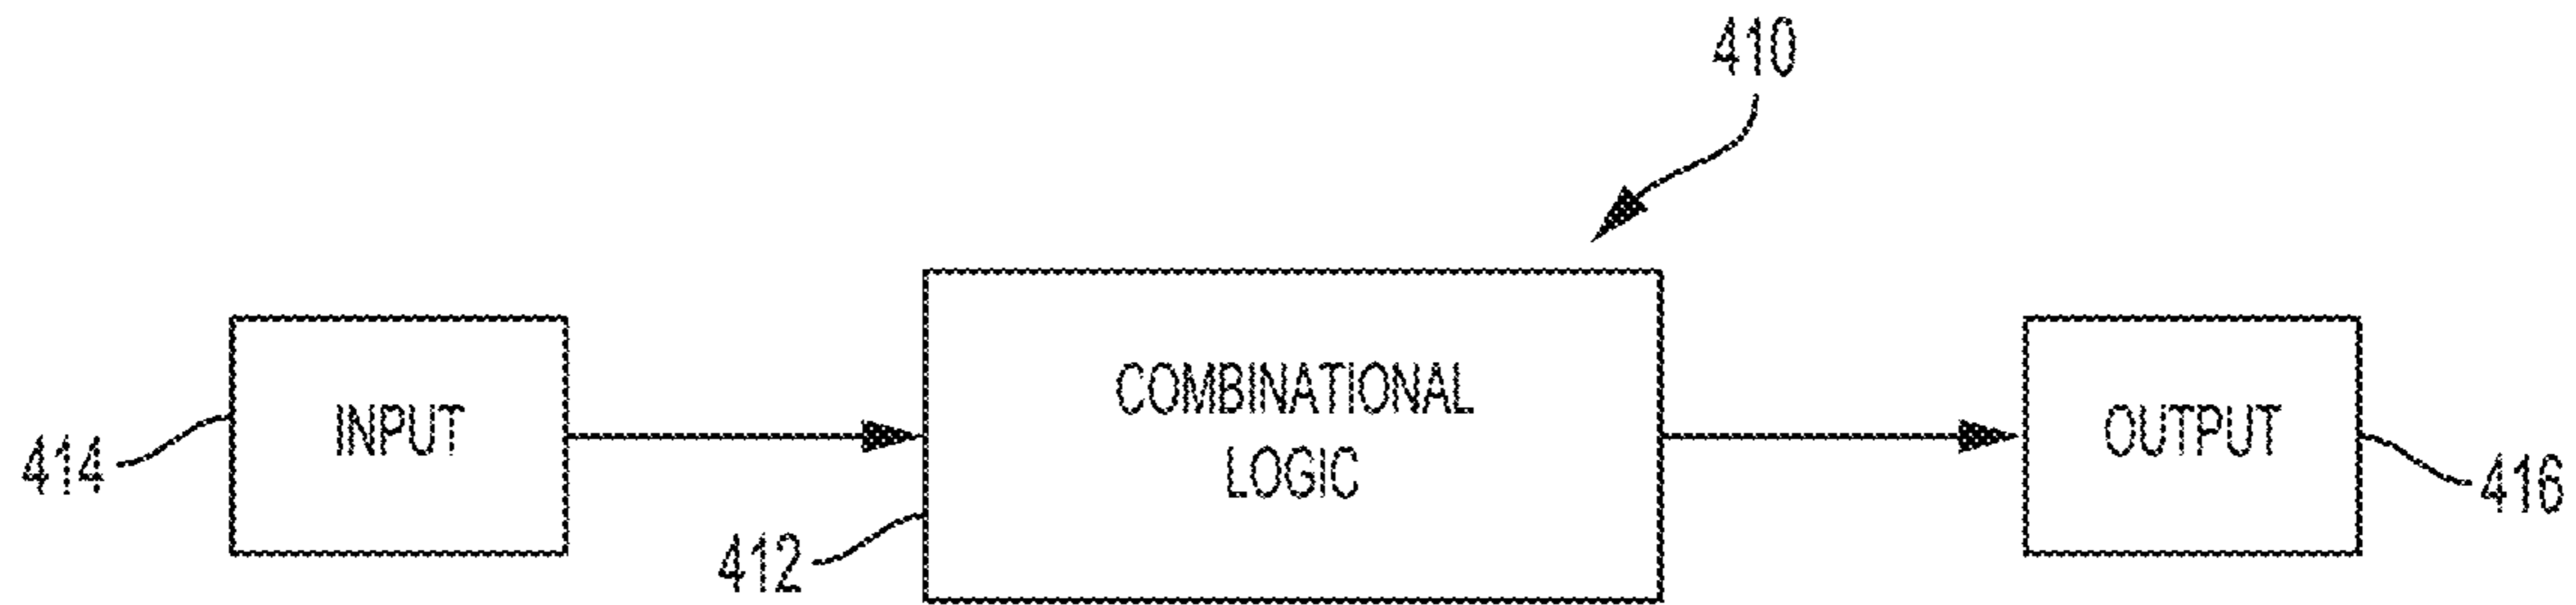 410
INPUT
COMBINATIONAL
LOGIC
OUTPUT
414
412
416